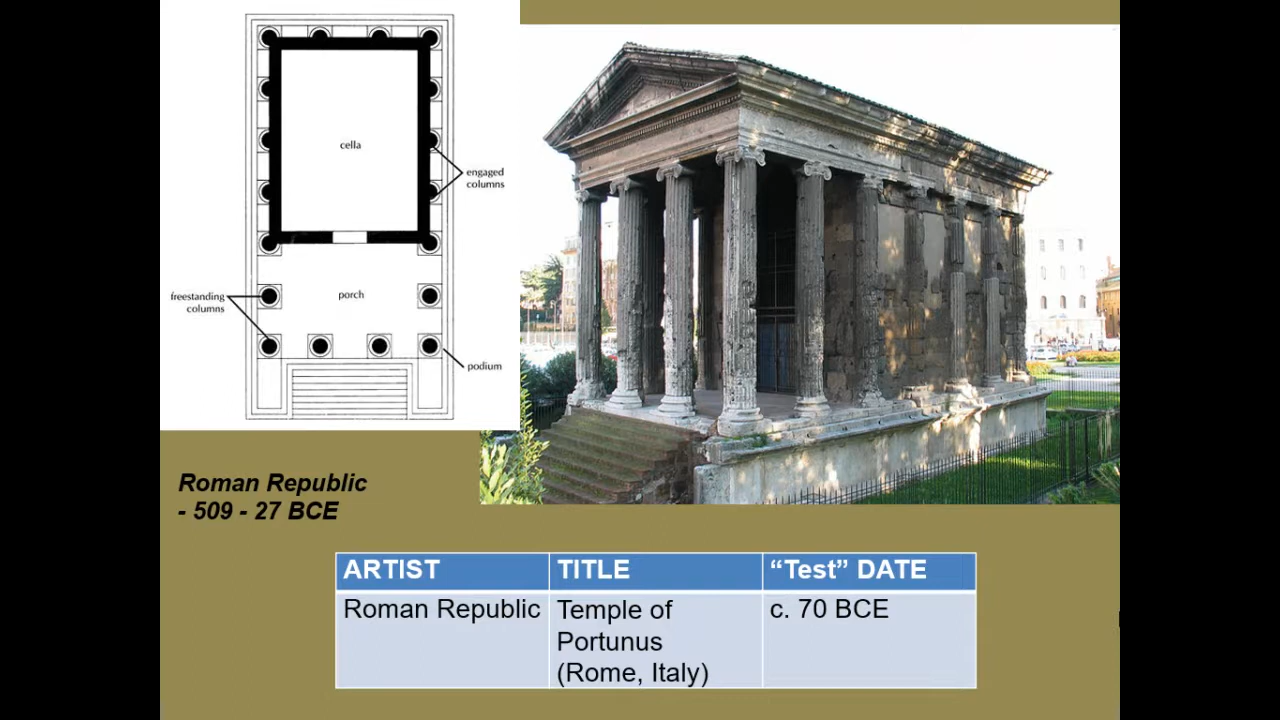 cella
engaged
columns
freestanding
columns
porch
podium
Roman Republic
- 509 - 27 BCE
ARTIST
TITLE
“Test” DATE
Roman Republic
Temple of
Portunus
(Rome, Italy)
c. 70 BCE